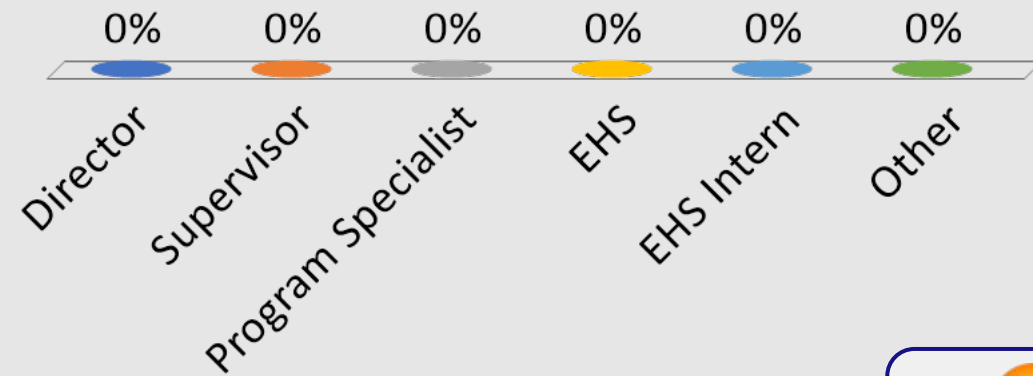 0% 0% 0% 0% 0% 0%
Director
Supervisor
Program Specialist
EHS
EHS Intern
Other